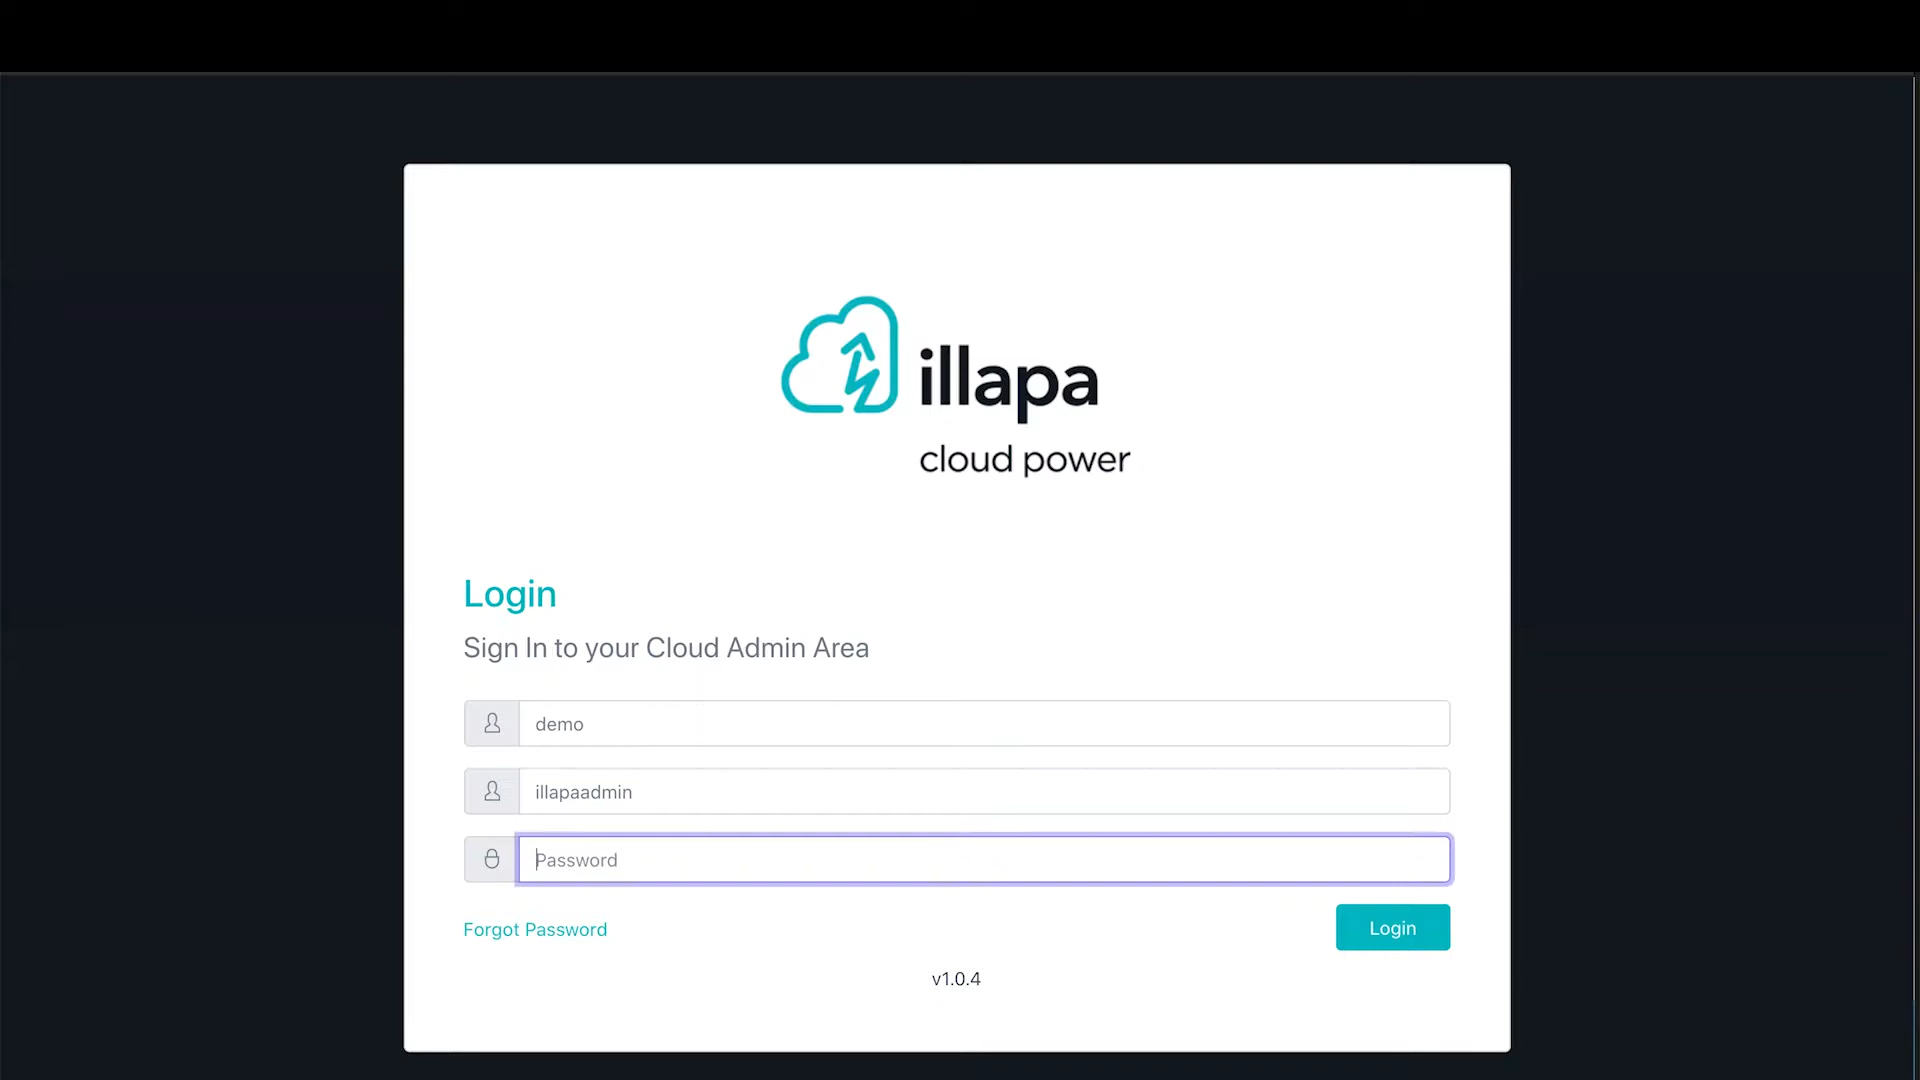 illapa
cloud power
Login
Sign In to your Cloud Admin Area
demo
illapaadmin
Password
Forgot Password
Login
v1.0.4